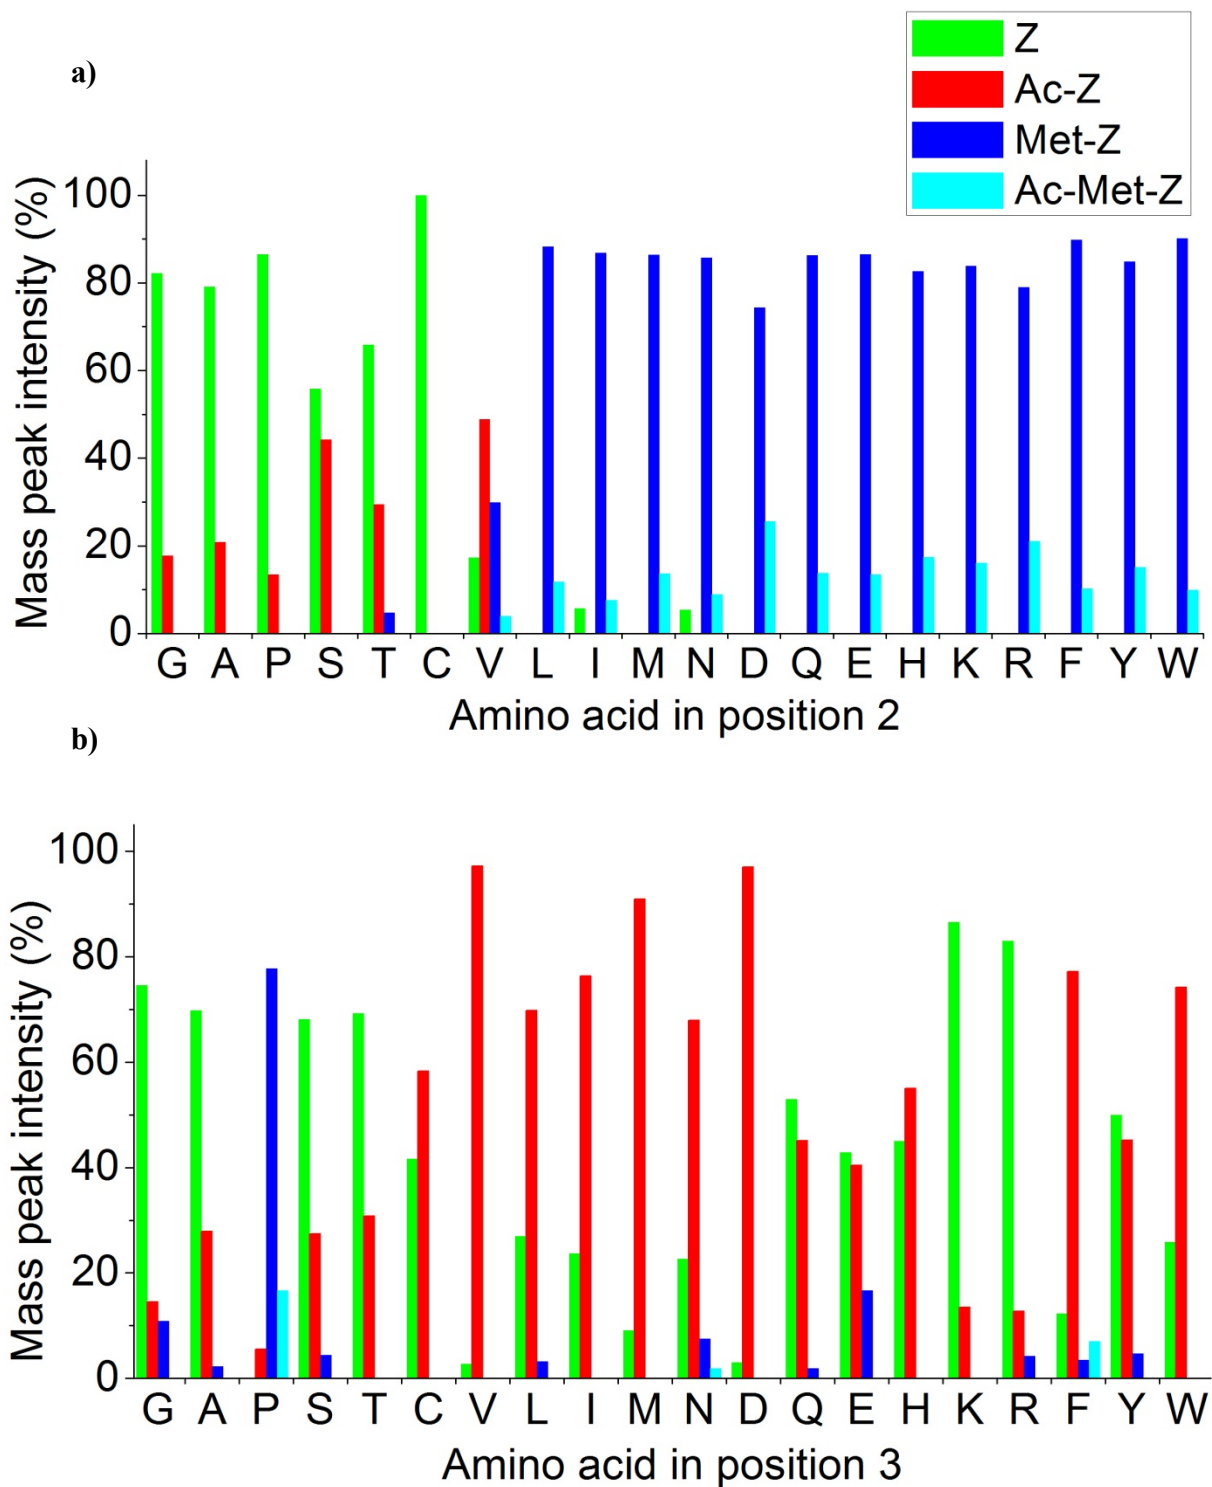 a)
Z
Ac-Z
Met-Z
Ac-Met-Z
Mass peak intensity (%)
100
80
60
40
20
0
G A P S T C V L I M N D Q E H K R F Y W
Amino acid in position 2
b)
Mass peak intensity (%)
100
80
60
40
20
0
G A P S T C V L I M N D Q E H K R F Y W
Amino acid in position 3